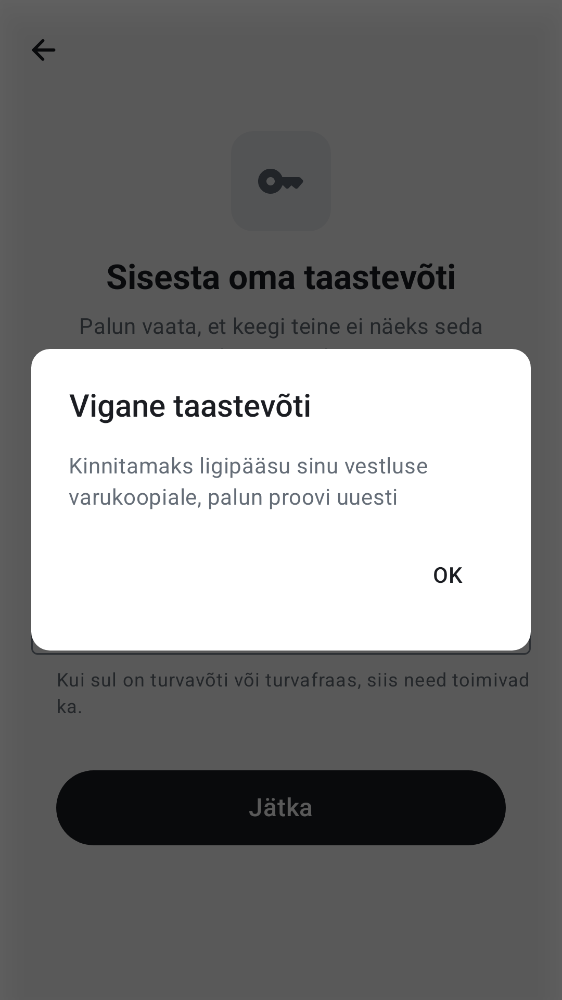 Sisesta oma taastevõti
Palun vaata, et keegi teine ei näeks seda
Vigane taastevõti
Kinnitamaks ligipääsu sinu vestluse
varukoopiale, palun proovi uuesti
OK
Kui sul on turvavõti või turvafraas, siis need toimivad
ka.
Jätka